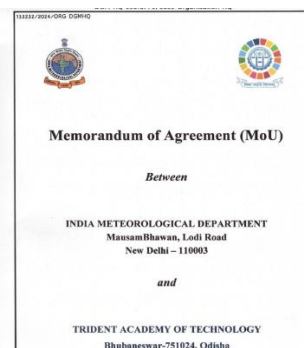 133232/2024/ORG DGMHQ
Memorandum of Agreement (MoU)
Between
INDIA METEOROLOGICAL DEPARTMENT
MausamBhawan, Lodi Road
New Delhi – 110003
and
TRIDENT ACADEMY OF TECHNOLOGY
Bhubaneswar-751024, Odisha